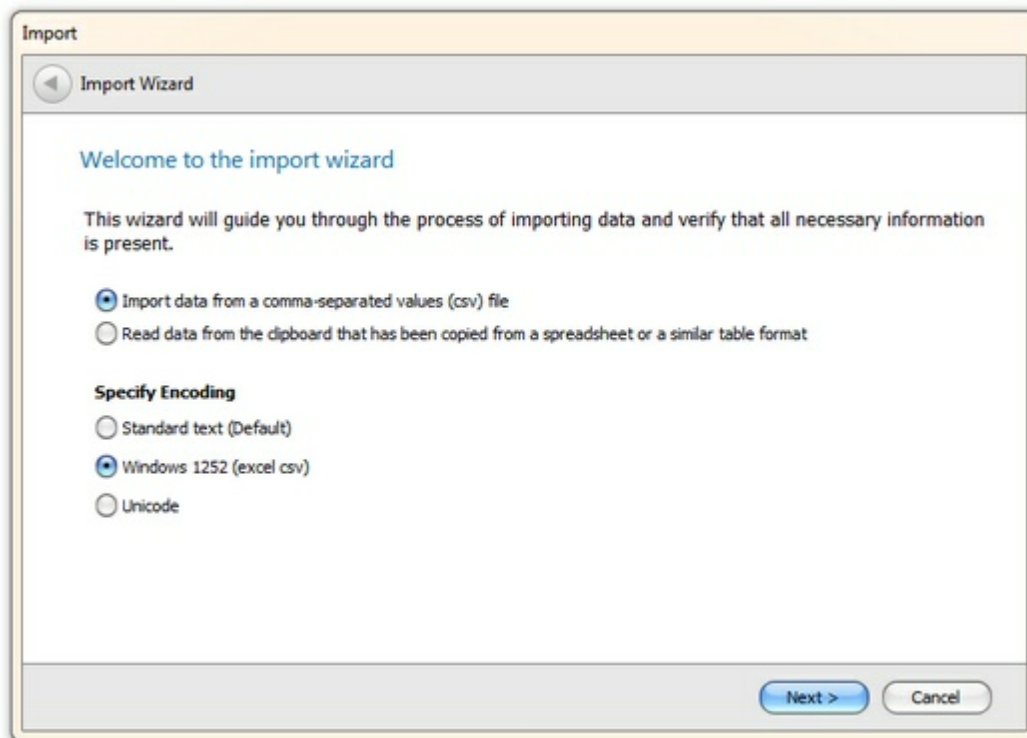 Import
Import Wizard
Welcome to the import wizard
This wizard will guide you through the process of importing data and verify that all necessary information
is present.
Import data from a comma-separated values (csv) file
Read data from the clipboard that has been copied from a spreadsheet or a similar table format
Specify Encoding
Standard text (Default)
Windows 1252 (excel csv)
Unicode
Next >
Cancel